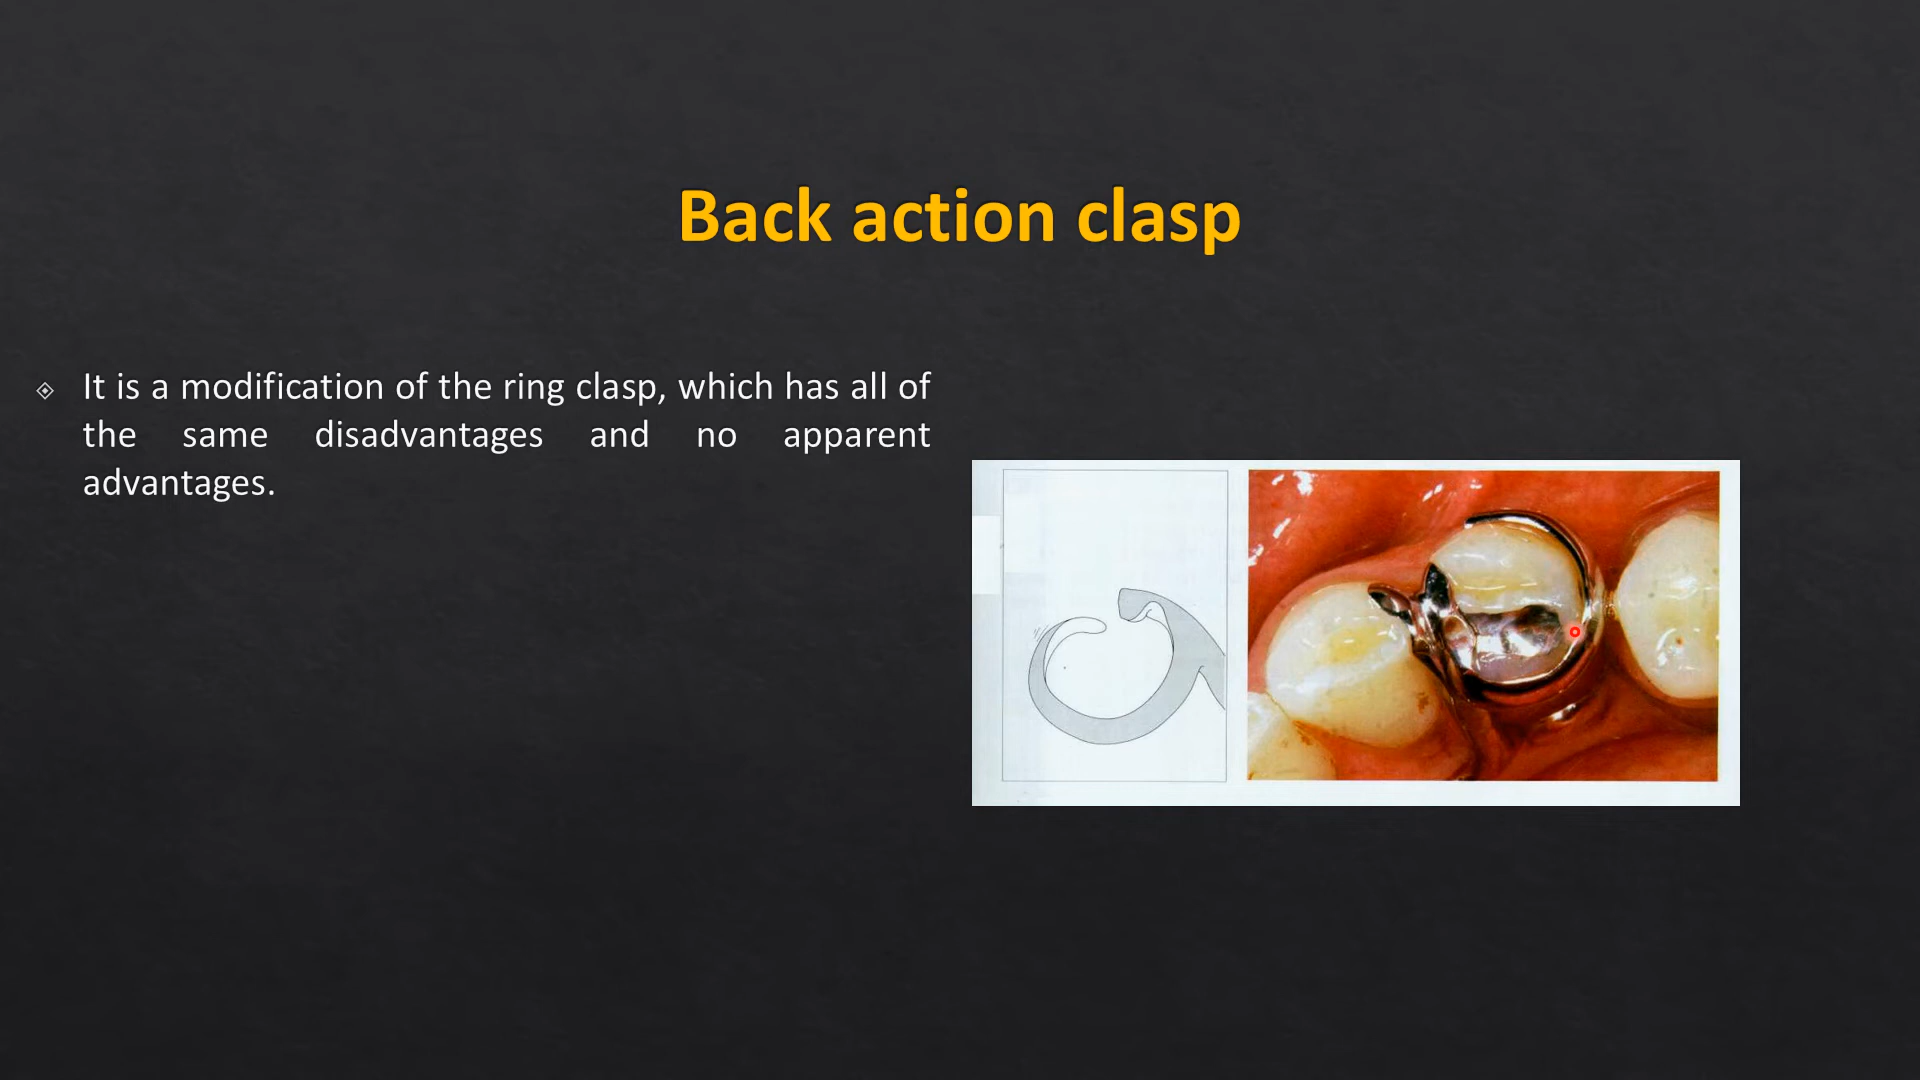 Back action clasp
It is a modification of the ring clasp, which has all of
the same disadvantages and no apparent
advantages.